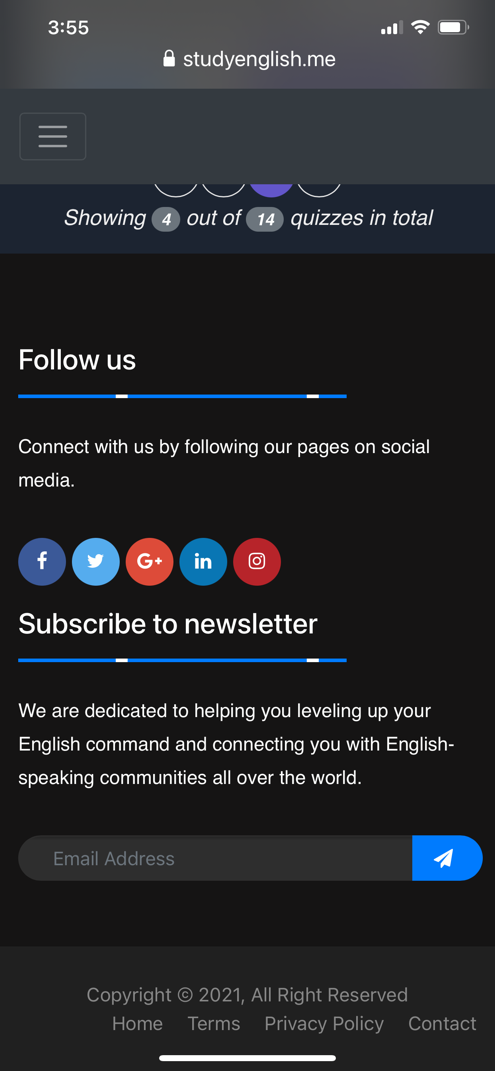 3:55
studyenglish.me
Showing 4 out of 14 quizzes in total
Follow us
Connect with us by following our pages on social
media.
f G+ in
Subscribe to newsletter
We are dedicated to helping you leveling up your
English command and connecting you with English-
speaking communities all over the world.
Email Address
Copyright © 2021, All Right Reserved
Home Terms Privacy Policy Contact